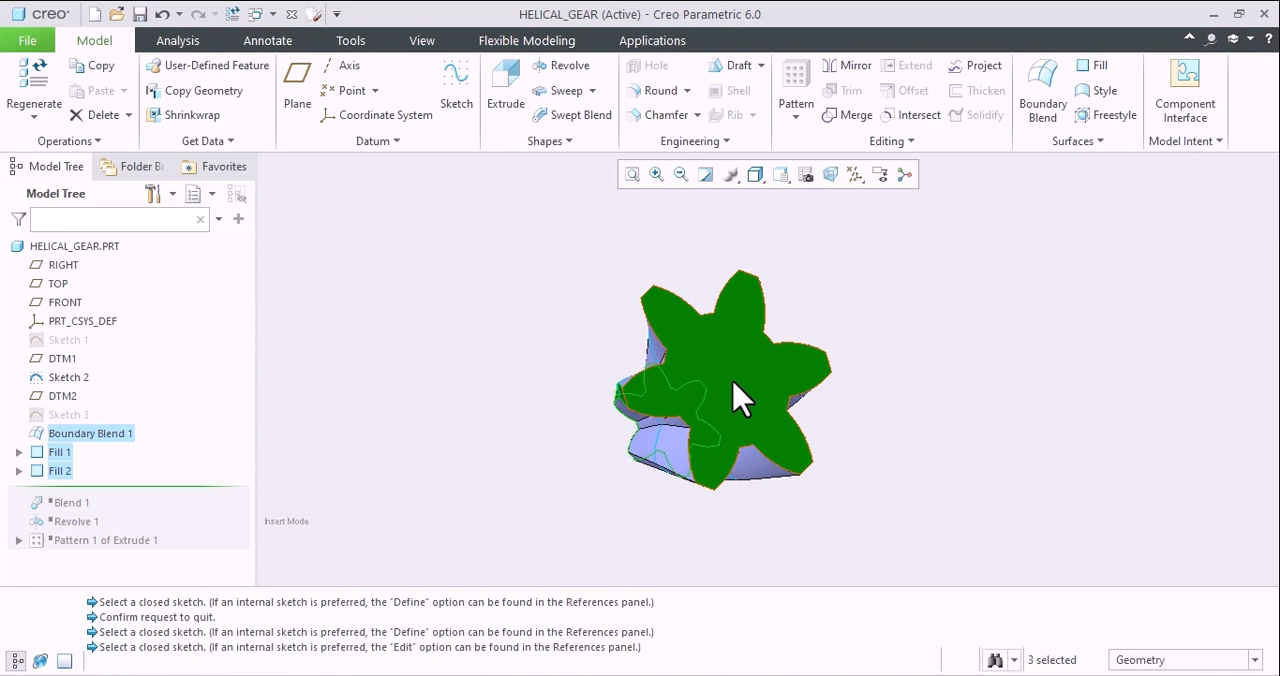 creo HELICAL_GEAR (Active) - Creo Parametric 6.0
File Model Analysis Annotate Tools View Flexible Modeling Applications
Regenerate
Copy
Paste
Delete
Operations
User-Defined Feature
Copy Geometry
Shrinkwrap
Get Data
Plane
Axis
Point
Coordinate System
Sketch
Datum
Extrude
Revolve
Sweep
Swept Blend
Shapes
Hole Draft
Round Shell
Chamfer Rib
Engineering
Pattern
Mirror Extend Project
Trim Offset Thicken
Merge Intersect Solidify
Editing
Boundary
Blend
Fill
Style
Freestyle
Surfaces
Component
Interface
Model Intent
Model Tree Folder Br Favorites
Model Tree
HELICAL_GEAR.PRT
RIGHT
TOP
FRONT
PRT_CSYS_DEF
Sketch 1
DTM1
Sketch 2
DTM2
Sketch 3
Boundary Blend 1
Fill 1
Fill 2
Blend 1
Revolve 1
Pattern 1 of Extrude 1
Insert Mode
Select a closed sketch. (If an internal sketch is preferred, the "Define" option can be found in the References panel.)
Confirm request to quit.
Select a closed sketch. (If an internal sketch is preferred, the "Define" option can be found in the References panel.)
Select a closed sketch. (If an internal sketch is preferred, the "Edit" option can be found in the References panel.)
3 selected Geometry